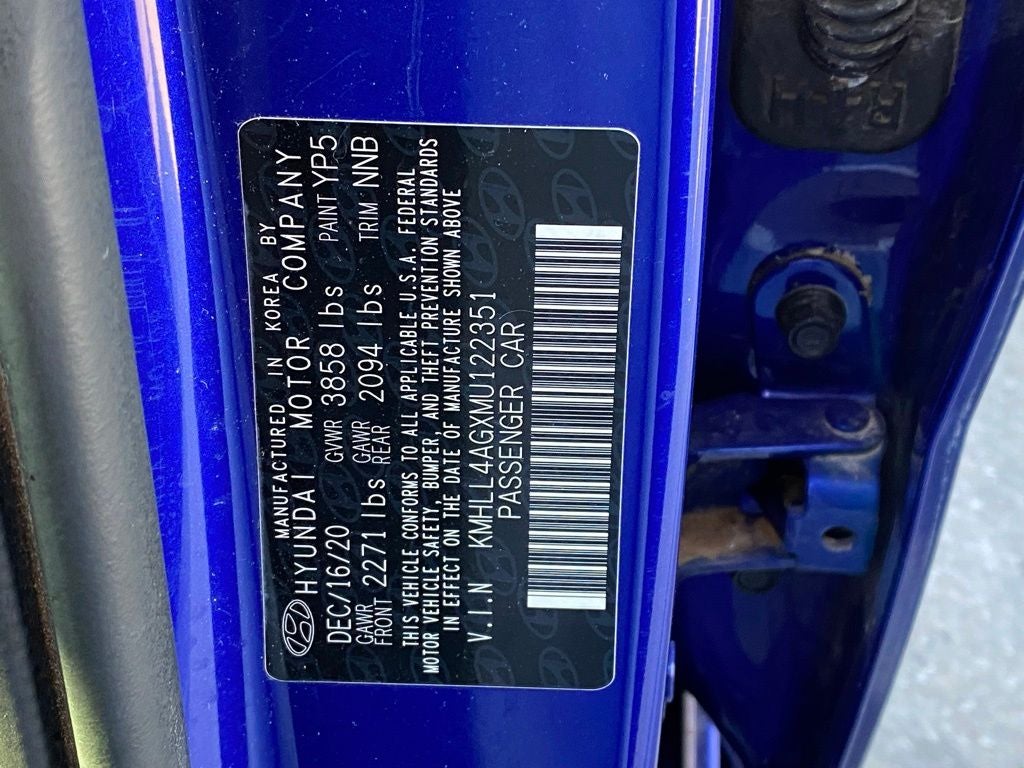 MANUFACTURED IN KOREA BY
HYUNDAI MOTOR COMPANY
DEC/16/20 GVWR 3858 lbs PAINT YP5
GAWR FRONT 2271 lbs GAWR REAR 2094 lbs TRIM NNB
THIS VEHICLE CONFORMS TO ALL APPLICABLE U.S.A. FEDERAL
MOTOR VEHICLE SAFETY, BUMPER, AND THEFT PREVENTION STANDARDS
IN EFFECT ON THE DATE OF MANUFACTURE SHOWN ABOVE
V.I.N KMHLL4AGXMU122351
PASSENGER CAR